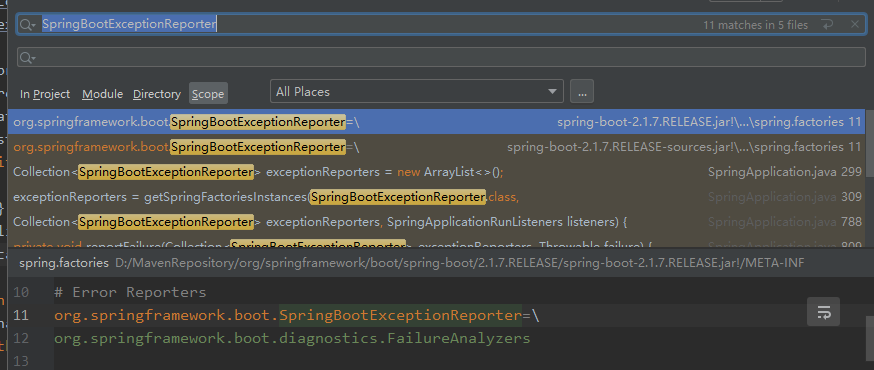 SpringBootExceptionReporter
11 matches in 5 files
In Project Module Directory Scope All Places ...
org.springframework.boot.SpringBootExceptionReporter=\ spring-boot-2.1.7.RELEASE.jar!\...\spring.factories 11
org.springframework.boot.SpringBootExceptionReporter=\ spring-boot-2.1.7.RELEASE-sources.jar!\...\spring.factories 11
Collection<SpringBootExceptionReporter> exceptionReporters = new ArrayList<>(); SpringApplication.java 299
exceptionReporters = getSpringFactoriesInstances(SpringBootExceptionReporter.class, SpringApplication.java 309
Collection<SpringBootExceptionReporter> exceptionReporters, SpringApplicationRunListeners listeners) { SpringApplication.java 788
private void reportFailure(Collection<SpringBootExceptionReporter> exceptionReporters, Throwable failure) { SpringApplication.java 809
spring.factories D:/MavenRepository/org/springframework/boot/spring-boot/2.1.7.RELEASE/spring-boot-2.1.7.RELEASE.jar!/META-INF
10 # Error Reporters
11 org.springframework.boot.SpringBootExceptionReporter=\
12 org.springframework.boot.diagnostics.FailureAnalyzers
13